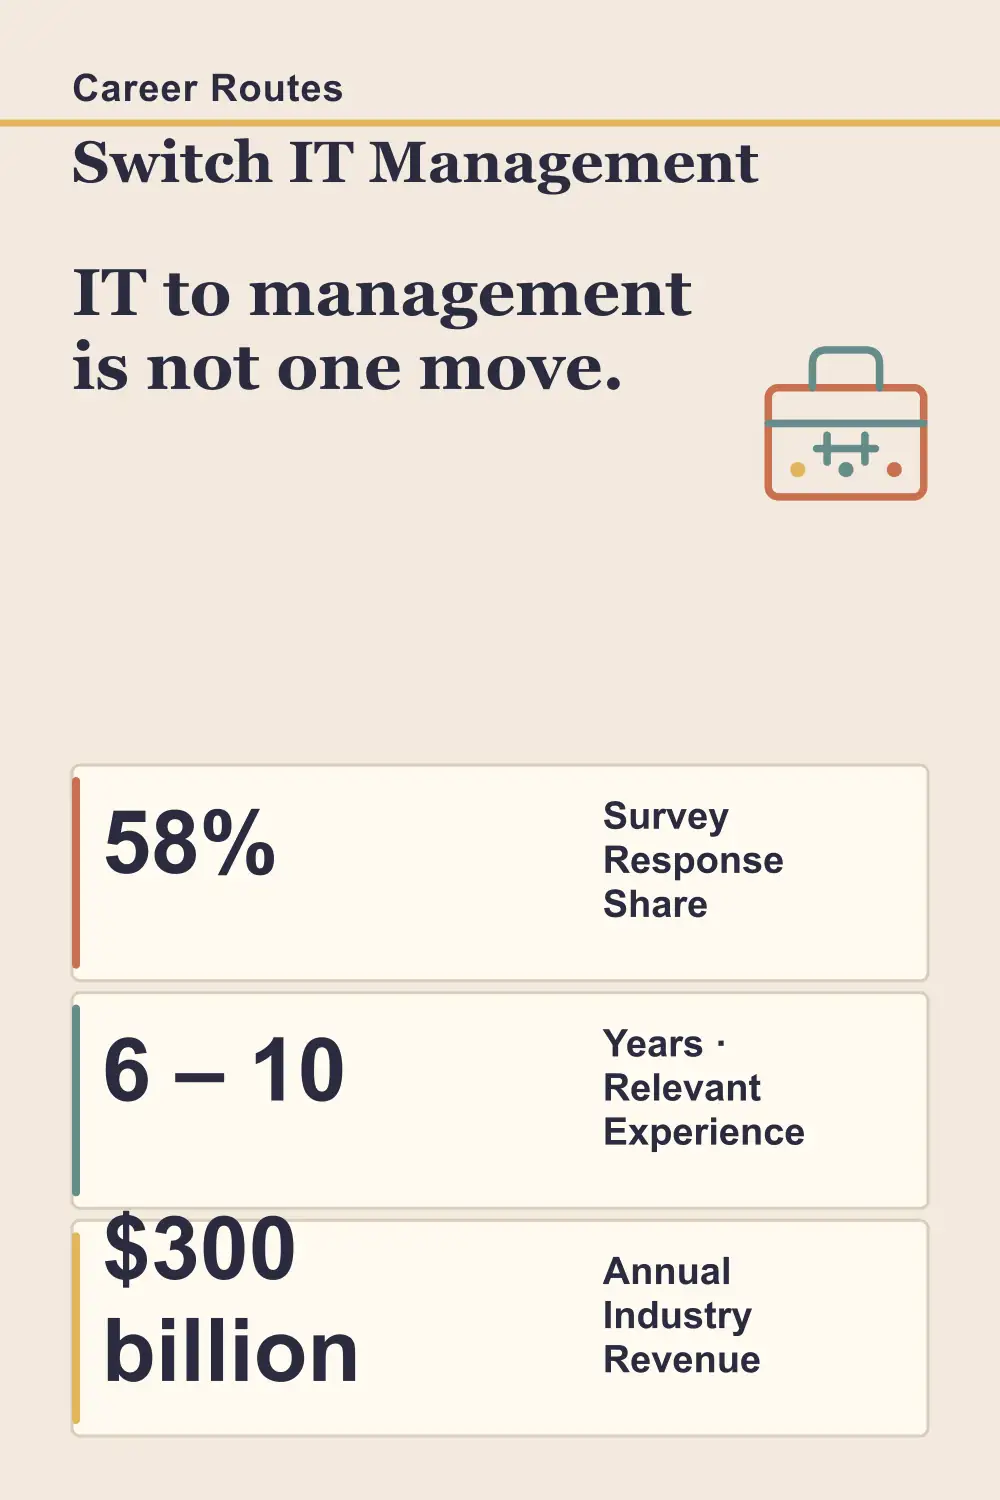 Career Routes
Switch IT Management
IT to management
is not one move.
58%
Survey
Response
Share
6 – 10
Years ·
Relevant
Experience
$300
billion
Annual
Industry
Revenue